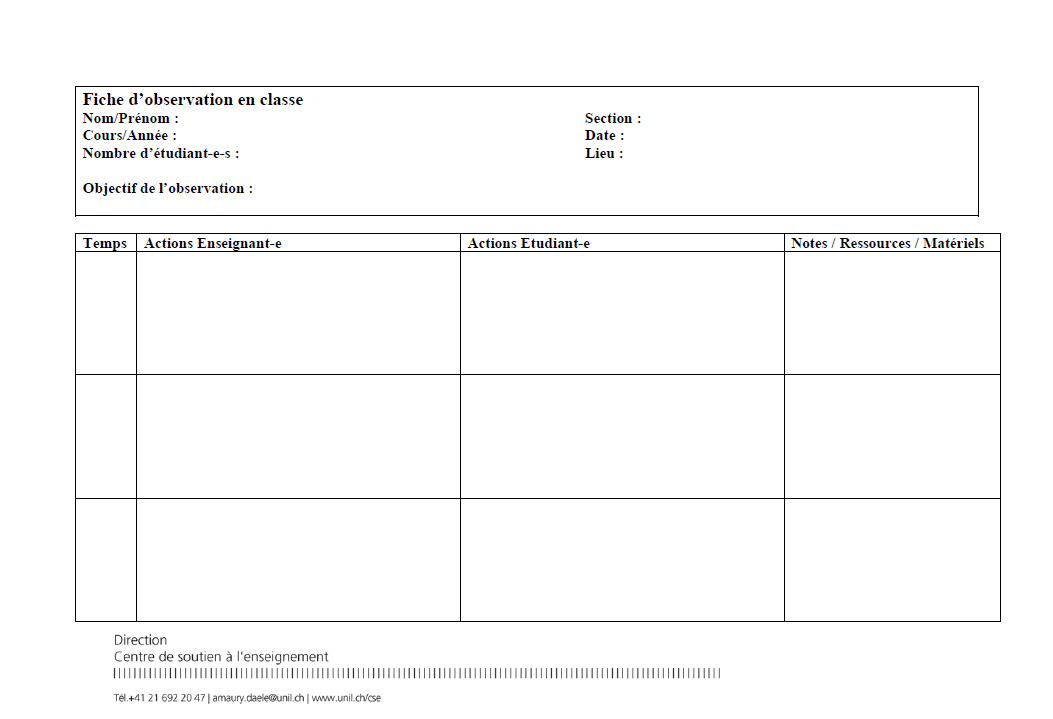 Fiche d'observation en classe
Nom/Prénom :
Section :
Cours/Année :
Date :
Nombre d'étudiant-e-s :
Lieu :
Objectif de l'observation :
Temps
Actions Enseignant-e
Actions Etudiant-e
Notes / Ressources / Matériels
Direction
Centre de soutien à l'enseignement
Tél.+41 21 692 20 47 | amaury.daele@unil.ch | www.unil.ch/cse